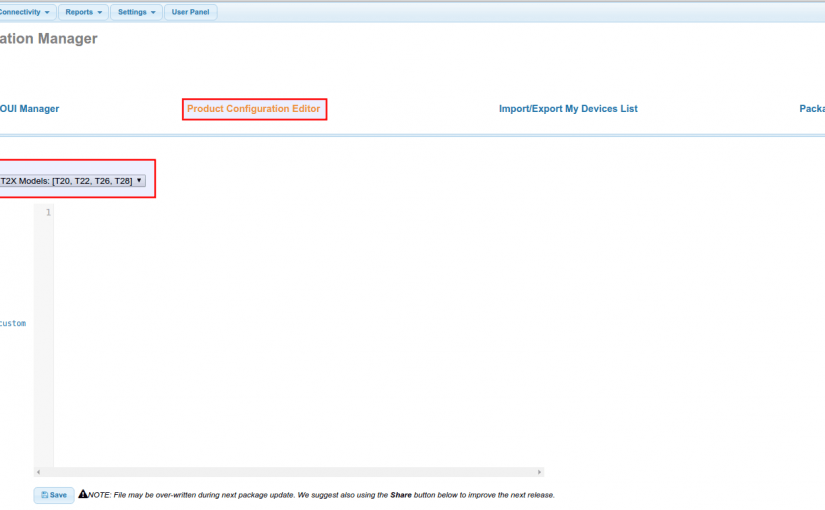 Connectivity Reports Settings User Panel
ation Manager
OUI Manager Product Configuration Editor Import/Export My Devices List Packa
T2X Models: [T20, T22, T26, T28]
1
custom
Save NOTE: File may be over-written during next package update. We suggest also using the Share button below to improve the next release.